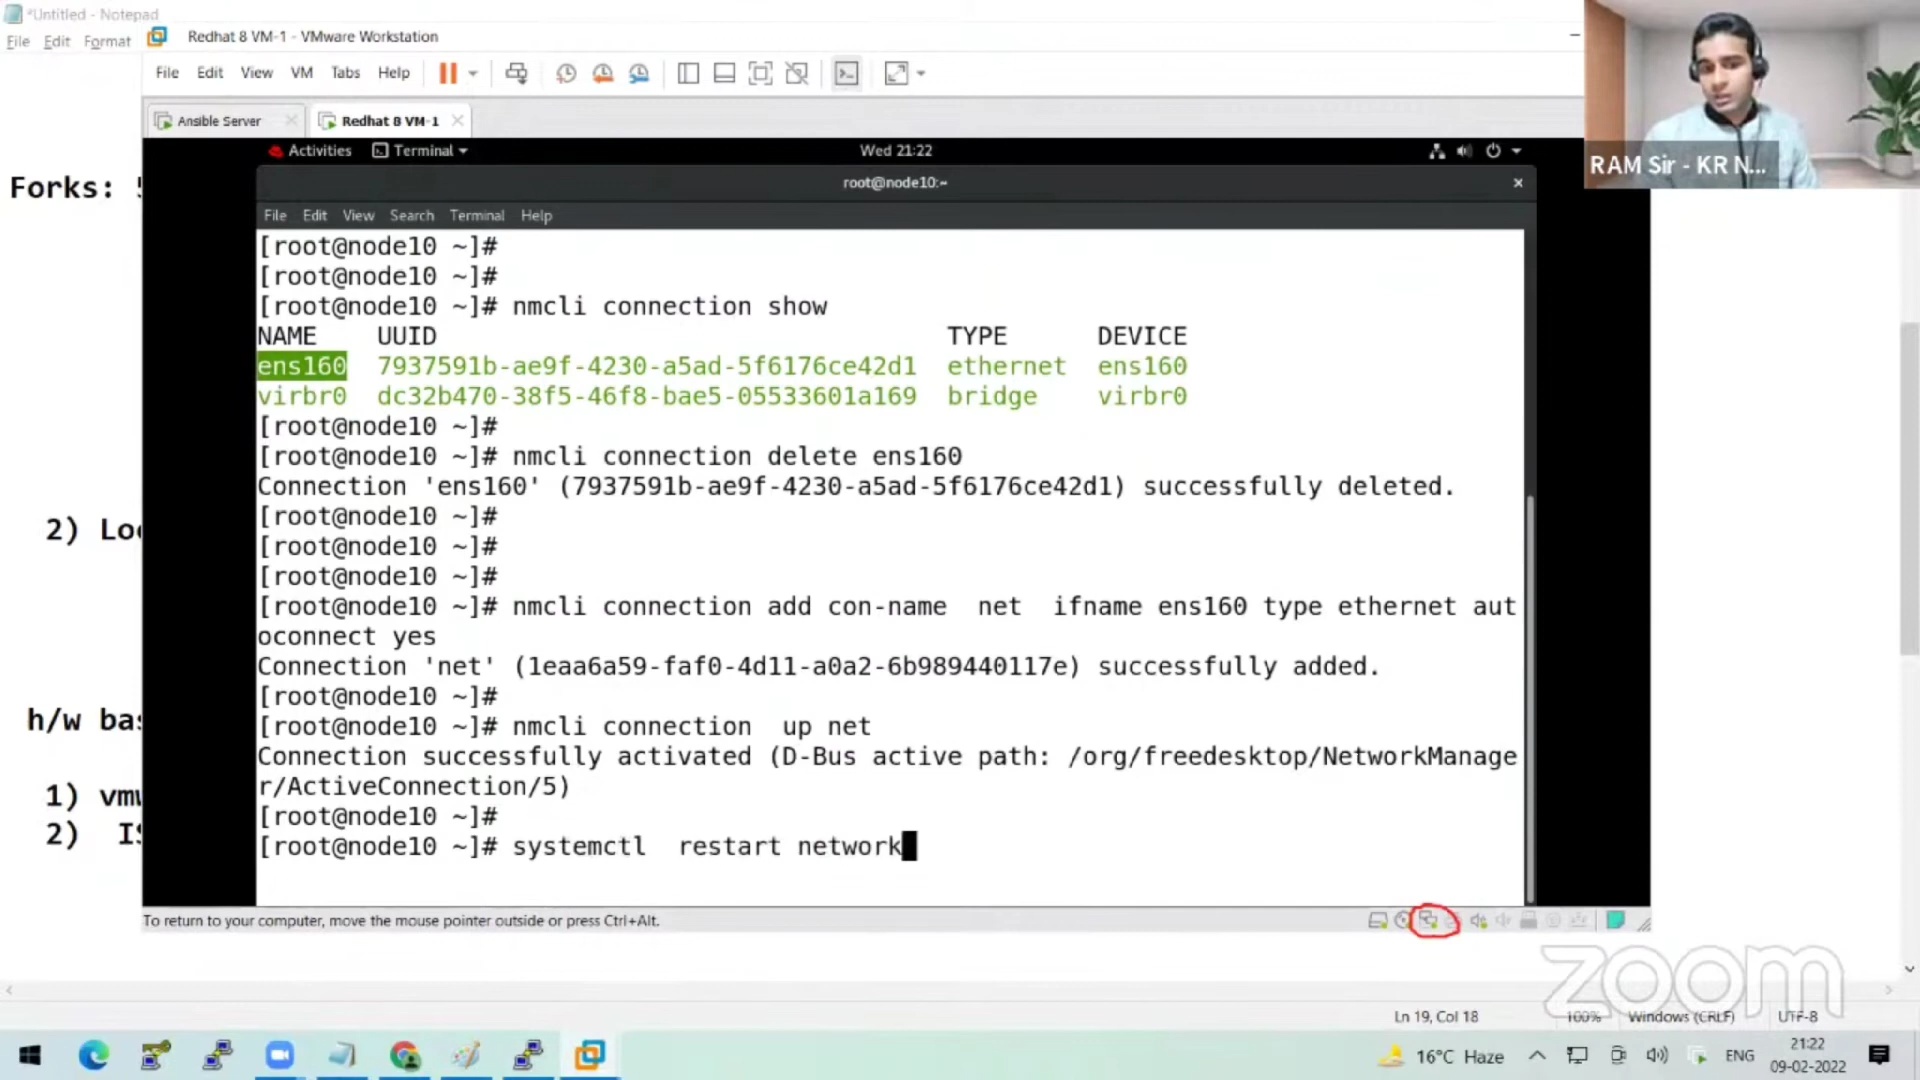 *Untitled - Notepad
File Edit Format
Redhat 8 VM-1 - VMware Workstation
File Edit View VM Tabs Help
Ansible Server
Redhat 8 VM-1
RAM Sir - KR N...
Activities Terminal Wed 21:22
root@node10:~
File Edit View Search Terminal Help
[root@node10 ~]#
[root@node10 ~]#
[root@node10 ~]# nmcli connection show
NAME UUID TYPE DEVICE
ens160 7937591b-ae9f-4230-a5ad-5f6176ce42d1 ethernet ens160
virbr0 dc32b470-38f5-46f8-bae5-05533601a169 bridge virbr0
[root@node10 ~]#
[root@node10 ~]# nmcli connection delete ens160
Connection 'ens160' (7937591b-ae9f-4230-a5ad-5f6176ce42d1) successfully deleted.
[root@node10 ~]#
[root@node10 ~]#
[root@node10 ~]#
[root@node10 ~]# nmcli connection add con-name net ifname ens160 type ethernet aut
oconnect yes
Connection 'net' (1eaa6a59-faf0-4d11-a0a2-6b989440117e) successfully added.
[root@node10 ~]#
[root@node10 ~]# nmcli connection up net
Connection successfully activated (D-Bus active path: /org/freedesktop/NetworkManage
r/ActiveConnection/5)
[root@node10 ~]#
[root@node10 ~]# systemctl restart network
Forks:
2)
h/w
1)
2)
To return to your computer, move the mouse pointer outside or press Ctrl+Alt.
zoom
Ln 19, Col 18 100% Windows (CRLF) UTF-8
16°C Haze
ENG
21:22
09-02-2022